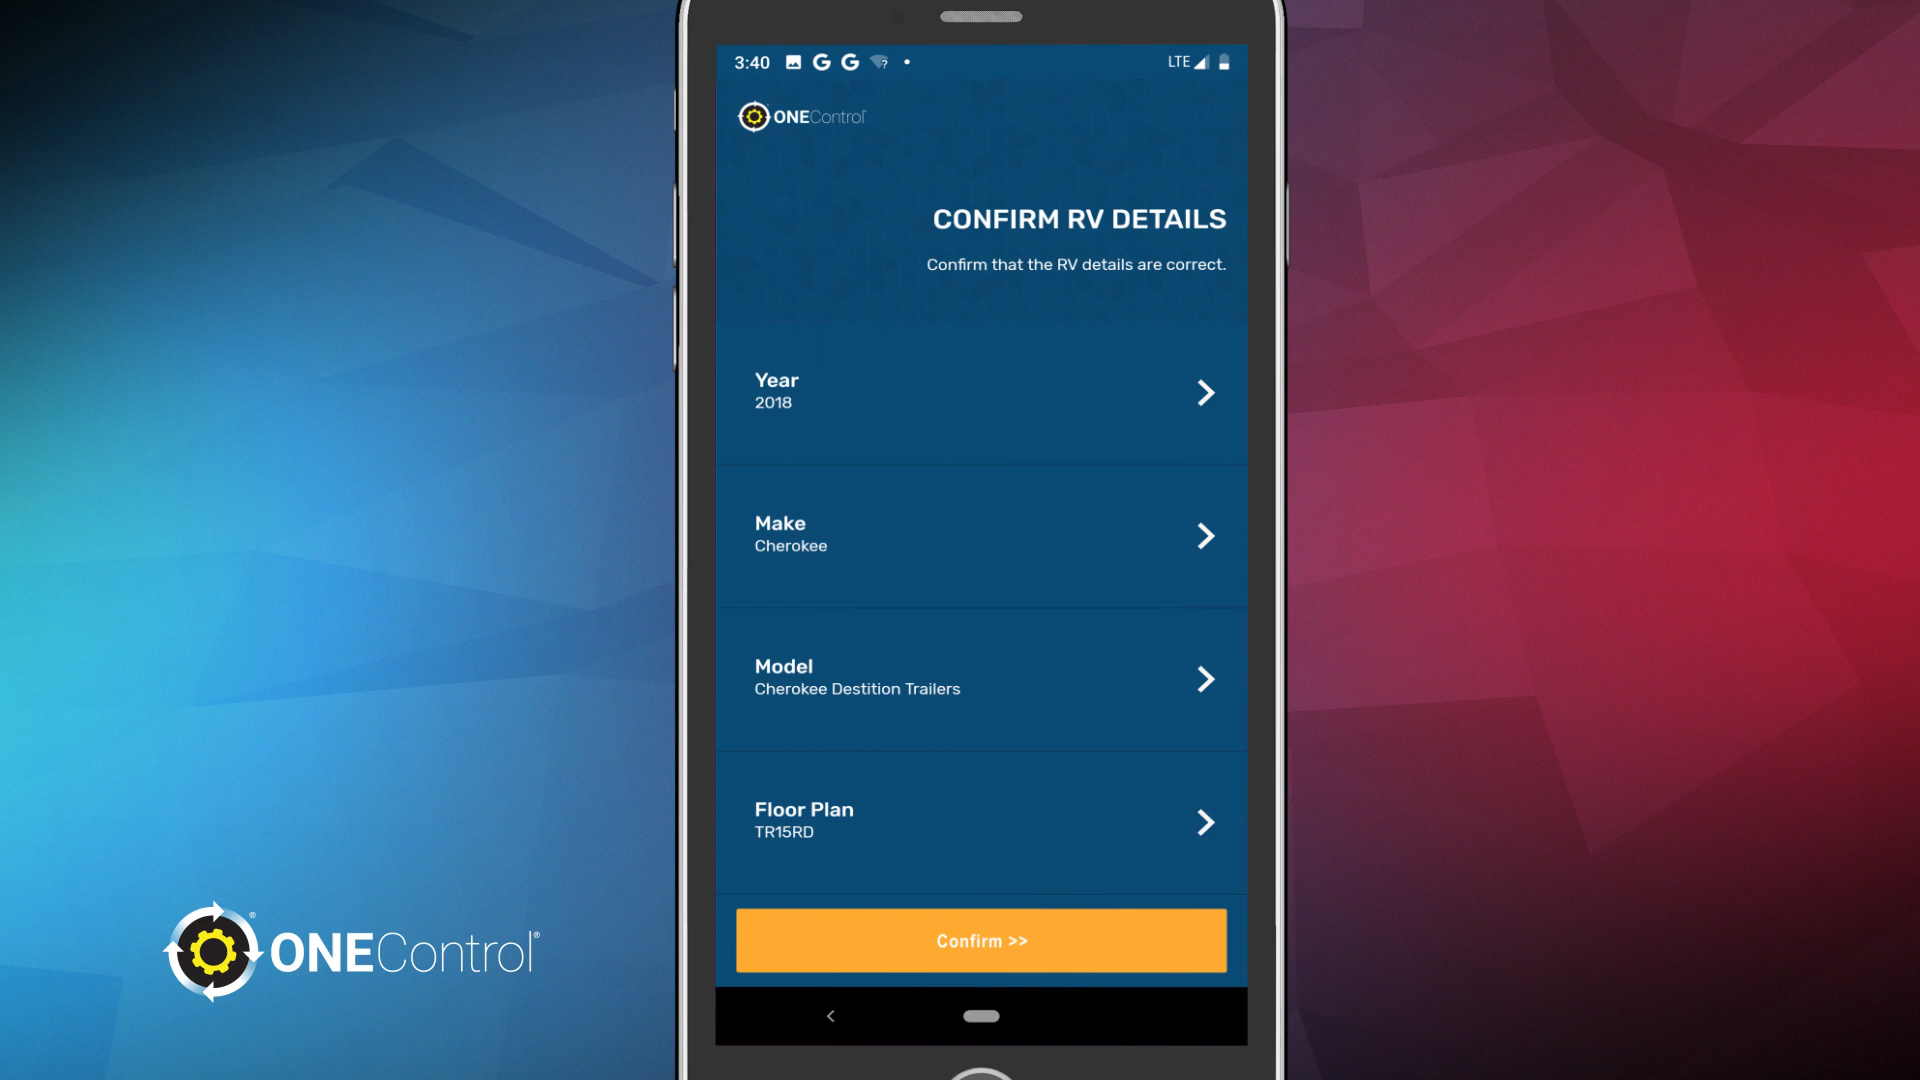 3:40
LTE
ONEControl
CONFIRM RV DETAILS
Confirm that the RV details are correct.
Year
2018
Make
Cherokee
Model
Cherokee Destition Trailers
Floor Plan
TR15RD
Confirm >>
ONEControl®